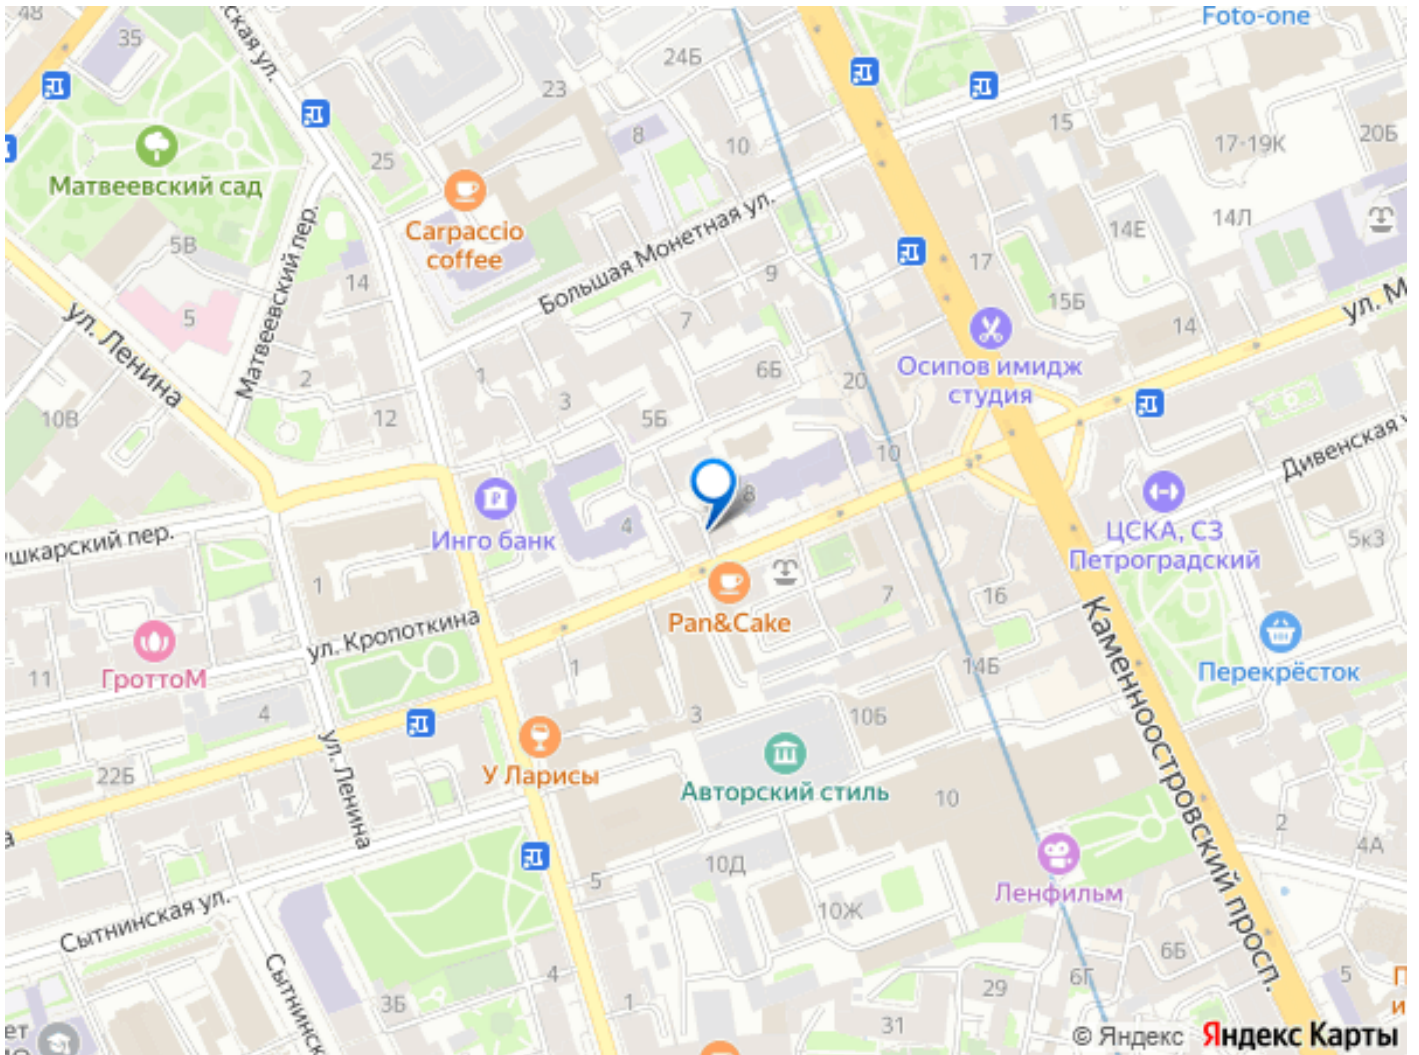 48
35
ская ул.
24Б
Foto-one
23
8
10
15
17-19К
20Б
25
Матвеевский сад
Carpaccio
coffee
Большая Монетная ул.
14Л
14Е
5В
Матвеевский пер.
14
9
17
15Б
ул. М
5
7
14
ул. Ленина
Осипов имидж
студия
2
1
6Б
20
3
10В
12
5Б
Дивенская у
10
8
4
Инго банк
ЦСКА, СЗ
Петроградский
5к3
ушкарский пер.
1
7
16
ул. Кропоткина
Pan&Cake
Каменноостровский просп.
11
ГроттоМ
1
14Б
Перекрёсток
4
3
10Б
ул. Ленина
22Б
У Ларисы
Авторский стиль
10
а
2
4А
10Д
5
Ленфильм
Сытнинская ул.
10Ж
6Б
Сытнинск
4
6Г
29
5
П
и
3Б
1
31
ет
© Яндекс Яндекс Карты